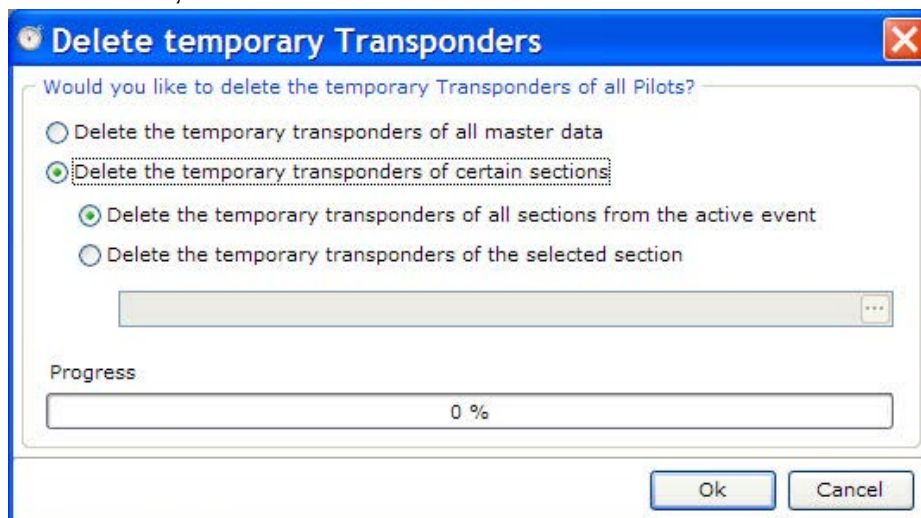 Delete temporary Transponders
Would you like to delete the temporary Transponders of all Pilots?
Delete the temporary transponders of all master data
Delete the temporary transponders of certain sections
Delete the temporary transponders of all sections from the active event
Delete the temporary transponders of the selected section
...
Progress
0 %
Ok Cancel